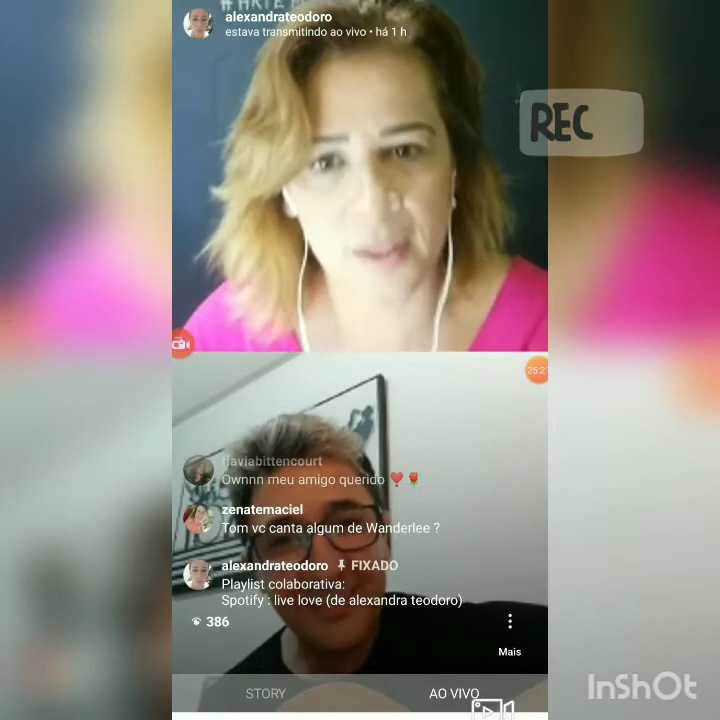 alexandrateodoro
estava transmitindo ao vivo • há 1 h
REC
25:2
flaviabittencourt
Ownnn meu amigo querido ❣️🌹
zenatemaciel
Tom vc canta algum de Wanderlee ?
alexandrateodoro FIXADO
Playlist colaborativa:
Spotify : live love (de alexandra teodoro)
386
Mais
STORY
AO VIVO
InShOt